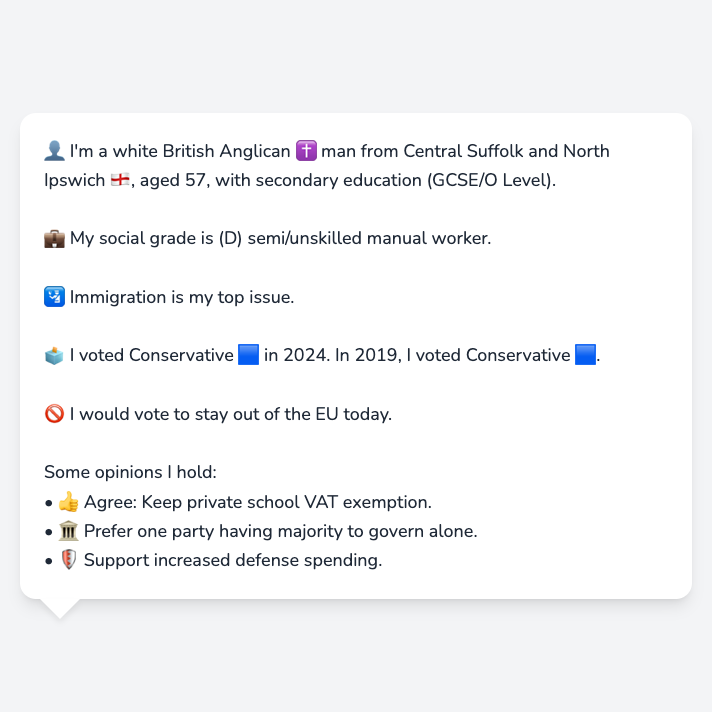 👤 I'm a white British Anglican ✝️ man from Central Suffolk and North
Ipswich 🏴󠁧󠁢󠁥󠁮󠁧󠁿, aged 57, with secondary education (GCSE/O Level).
💼 My social grade is (D) semi/unskilled manual worker.
🛂 Immigration is my top issue.
🗳️ I voted Conservative 🟦 in 2024. In 2019, I voted Conservative 🟦.
🚫 I would vote to stay out of the EU today.
Some opinions I hold:
• 👍 Agree: Keep private school VAT exemption.
• 🏛️ Prefer one party having majority to govern alone.
• 🛡️ Support increased defense spending.